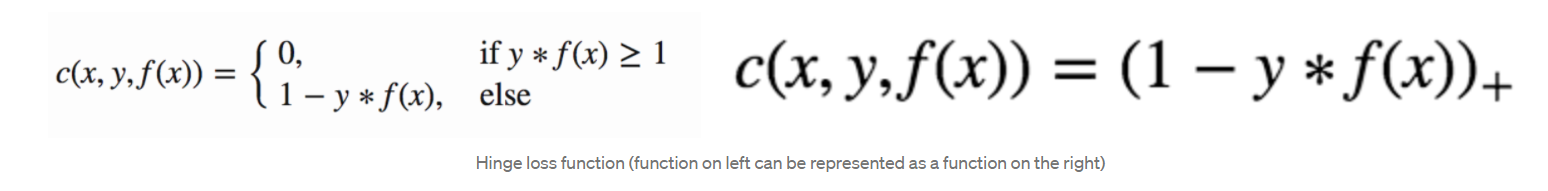 c(x, y, f(x)) = { 0, if y * f(x) ≥ 1
1 − y * f(x), else
c(x, y, f(x)) = (1 − y * f(x))₊
Hinge loss function (function on left can be represented as a function on the right)